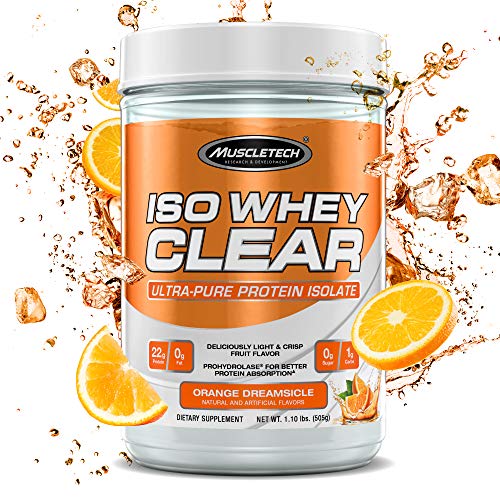 MUSCLETECH
RESEARCH & DEVELOPMENT
ISO WHEY
CLEAR
ULTRA-PURE PROTEIN ISOLATE
22g Protein
0g Fat
DELICIOUSLY LIGHT & CRISP
FRUIT FLAVOR
PROHYDROLASE® FOR BETTER
PROTEIN ABSORPTION
0g Sugar
1g Carbs
ORANGE DREAMSICLE
NATURAL AND ARTIFICIAL FLAVORS
DIETARY SUPPLEMENT
NET WT. 1.10 lbs. (505g)